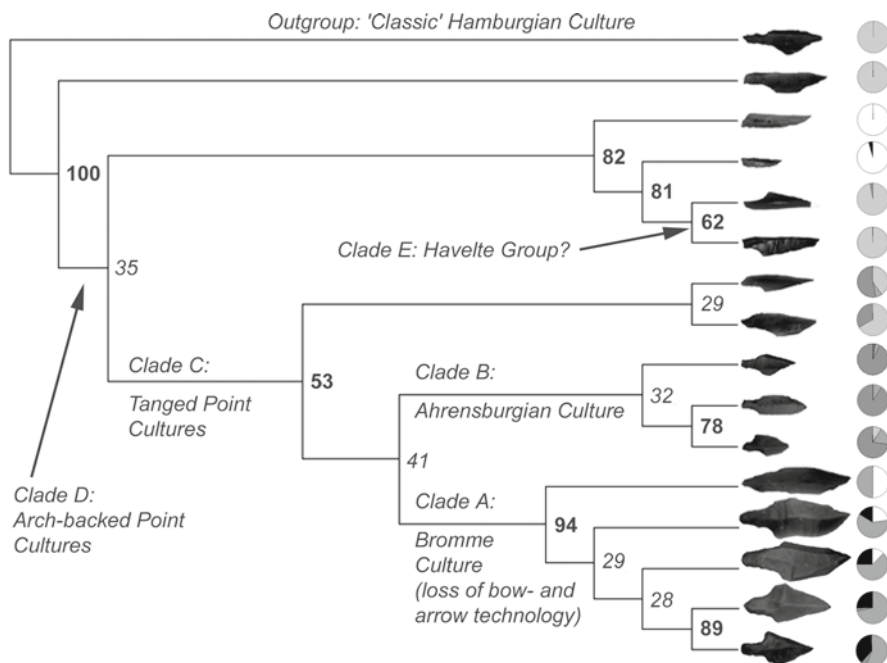 Outgroup: 'Classic' Hamburgian Culture
100
82
81
62
Clade E: Havelte Group?
35
29
Clade C:
Tanged Point
Cultures
53
Clade B:
Ahrensburgian Culture
32
78
41
Clade D:
Arch-backed Point
Cultures
Clade A:
Bromme
Culture
(loss of bow- and
arrow technology)
94
29
28
89